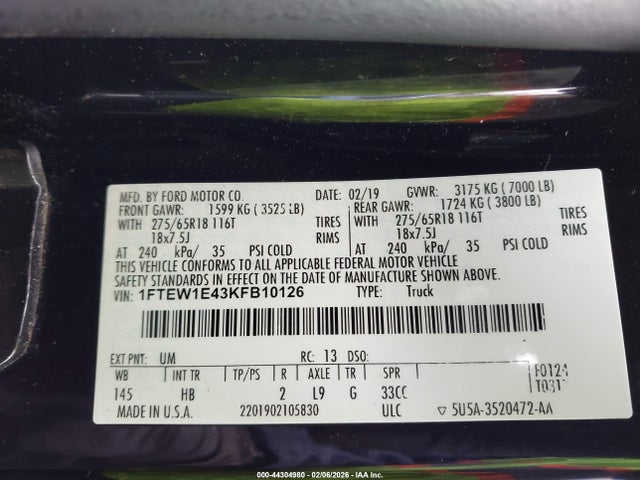 MFD. BY FORD MOTOR CO. DATE: 02/19 GVWR: 3175 KG ( 7000 LB)
FRONT GAWR: 1599 KG ( 3525 LB) REAR GAWR: 1724 KG ( 3800 LB)
WITH 275/65R18 116T TIRES WITH 275/65R18 116T TIRES
18x7.5J RIMS 18x7.5J RIMS
AT 240 kPa/ 35 PSI COLD AT 240 kPa/ 35 PSI COLD
THIS VEHICLE CONFORMS TO ALL APPLICABLE FEDERAL MOTOR VEHICLE
SAFETY STANDARDS IN EFFECT ON THE DATE OF MANUFACTURE SHOWN ABOVE.
VIN: 1FTEW1E43KFB10126 TYPE: Truck
EXT PNT: UM RC: 13 DSO:
WB INT TR TP/PS R AXLE TR SPR F0124
145 HB 2 L9 G 33CC
MADE IN U.S.A. 2201902105830 ULC ▽ 5U5A-3520472-AA
000-44304980 - 02/06/2026 - IAA Inc.